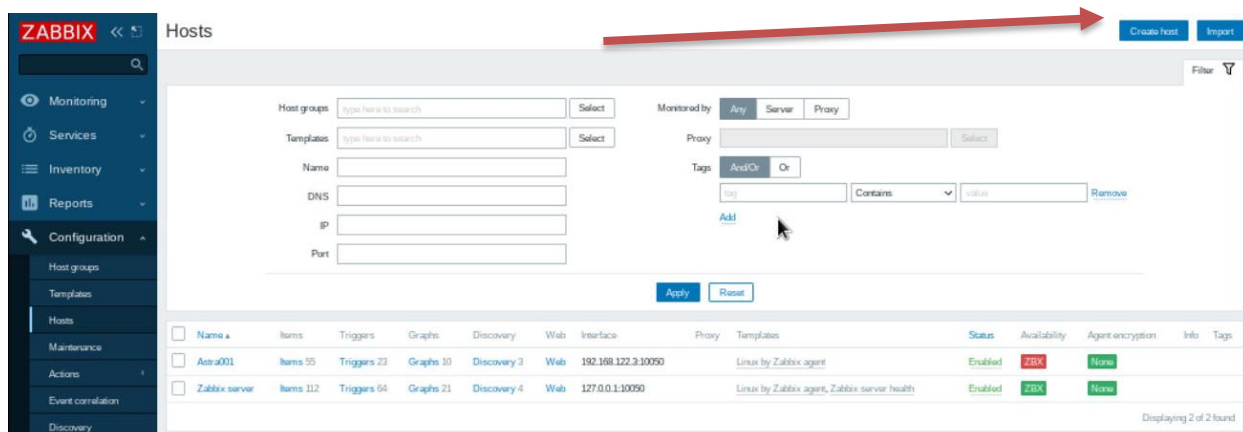 ZABBIX
Hosts
Create host Import
Filter
Monitoring
Services
Inventory
Reports
Configuration
Host groups
Templates
Hosts
Maintenance
Actions
Event correlation
Discovery
Host groups type here to search Select
Templates type here to search Select
Name
DNS
IP
Port
Monitored by Any Server Proxy
Proxy Select
Tags And/Or Or
tag Contains value Remove
Add
Apply Reset
Name Items Triggers Graphs Discovery Web Interface Proxy Templates Status Availability Agent encryption Info Tags
Astra001 Items 55 Triggers 23 Graphs 10 Discovery 3 Web 192.168.122.3:10050 Linux by Zabbix agent Enabled ZBX None
Zabbix server Items 112 Triggers 64 Graphs 21 Discovery 4 Web 127.0.0.1:10050 Linux by Zabbix agent, Zabbix server health Enabled ZBX None
Displaying 2 of 2 found